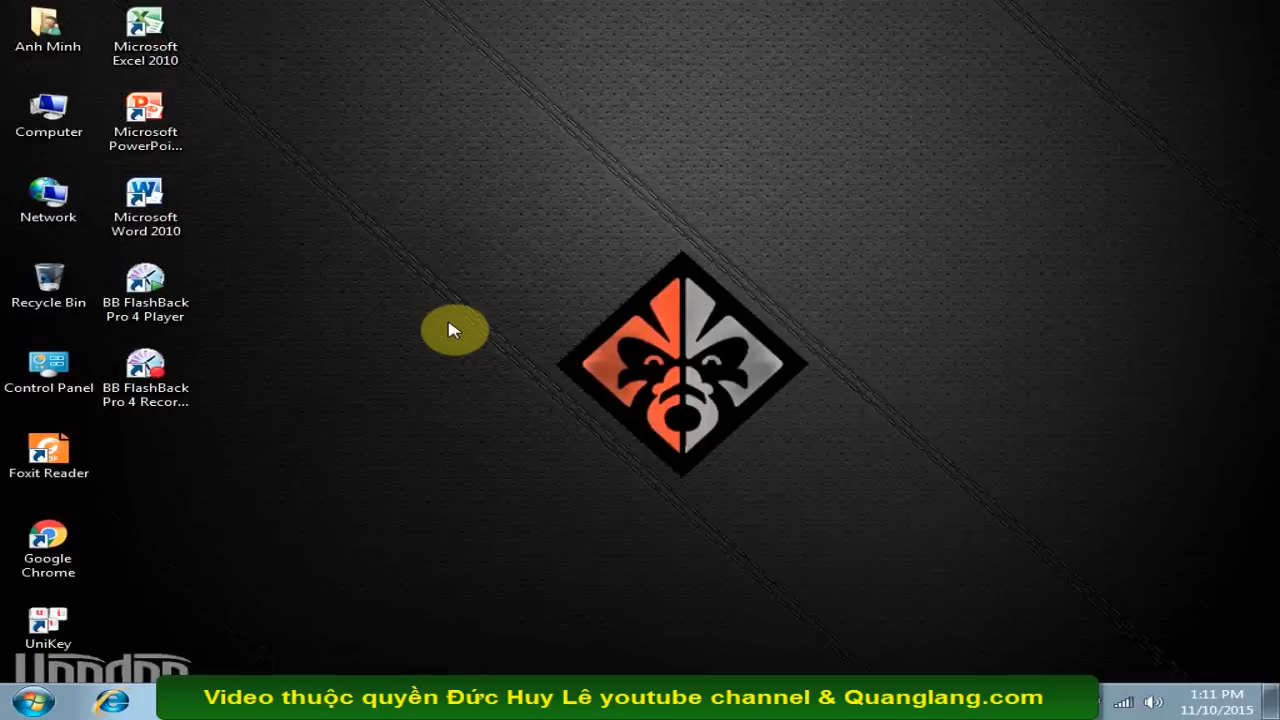 Anh Minh
Microsoft
Excel 2010
Computer
Microsoft
PowerPoi...
Network
Microsoft
Word 2010
Recycle Bin
BB FlashBack
Pro 4 Player
Control Panel
BB FlashBack
Pro 4 Recor...
Foxit Reader
Google
Chrome
UniKey
Video thuộc quyền Đức Huy Lê youtube channel & Quanglang.com
1:11 PM
11/10/2015